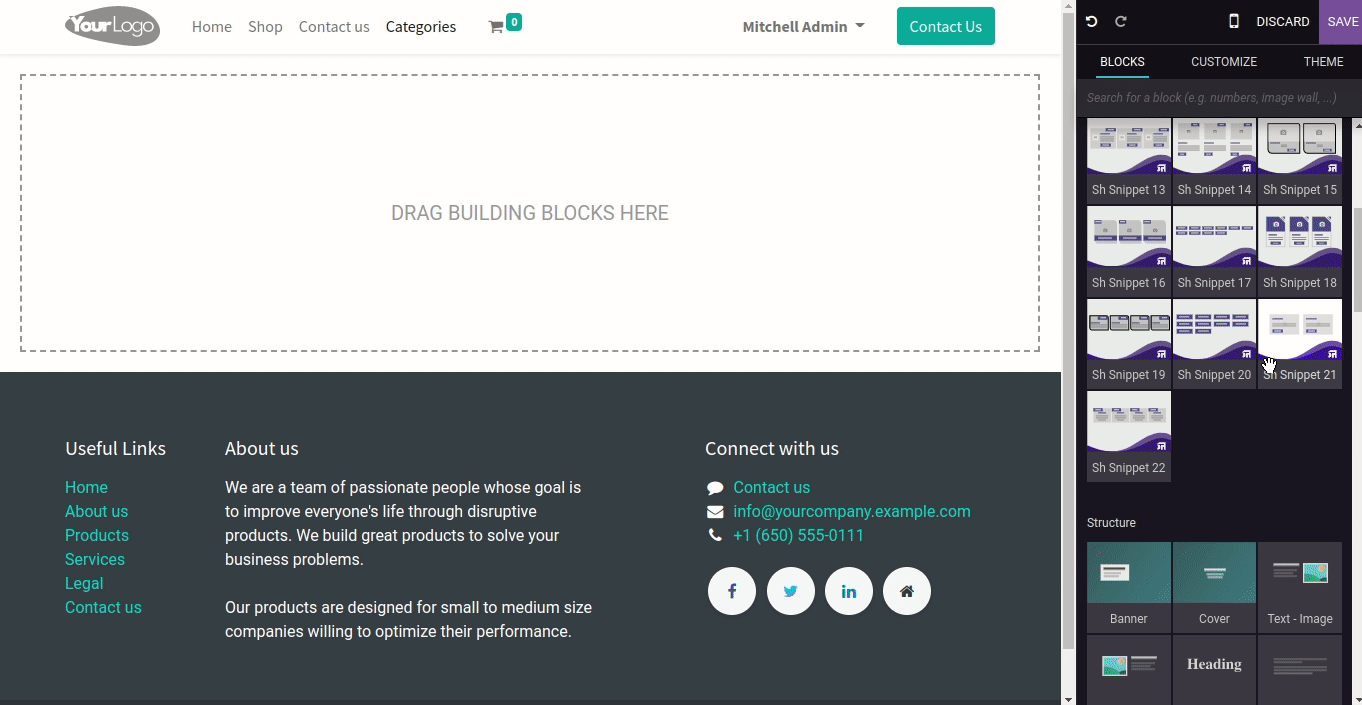 YourLogo
Home Shop Contact us Categories 0
Mitchell Admin
Contact Us
DRAG BUILDING BLOCKS HERE
Useful Links
Home
About us
Products
Services
Legal
Contact us
About us
We are a team of passionate people whose goal is
to improve everyone's life through disruptive
products. We build great products to solve your
business problems.
Our products are designed for small to medium size
companies willing to optimize their performance.
Connect with us
Contact us
info@yourcompany.example.com
+1 (650) 555-0111
DISCARD SAVE
BLOCKS CUSTOMIZE THEME
Search for a block (e.g. numbers, image wall, ...)
Sh Snippet 13 Sh Snippet 14 Sh Snippet 15
Sh Snippet 16 Sh Snippet 17 Sh Snippet 18
Sh Snippet 19 Sh Snippet 20 Sh Snippet 21
Sh Snippet 22
Structure
Banner Cover Text - Image
Heading